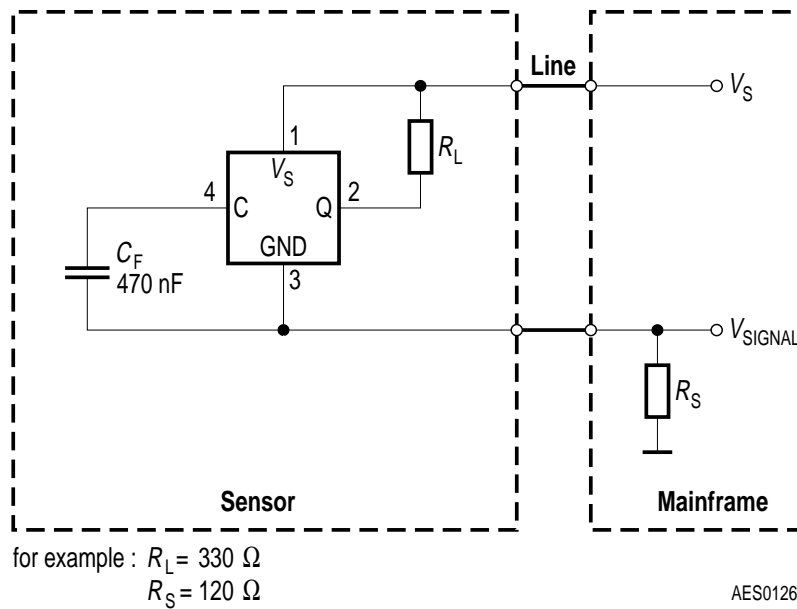 Line
V_S
1
R_L
V_S
4
2
C
Q
C_F
GND
470 nF
3
V_SIGNAL
R_S
Sensor
Mainframe
for example : R_L = 330 Ω
R_S = 120 Ω
AES0126